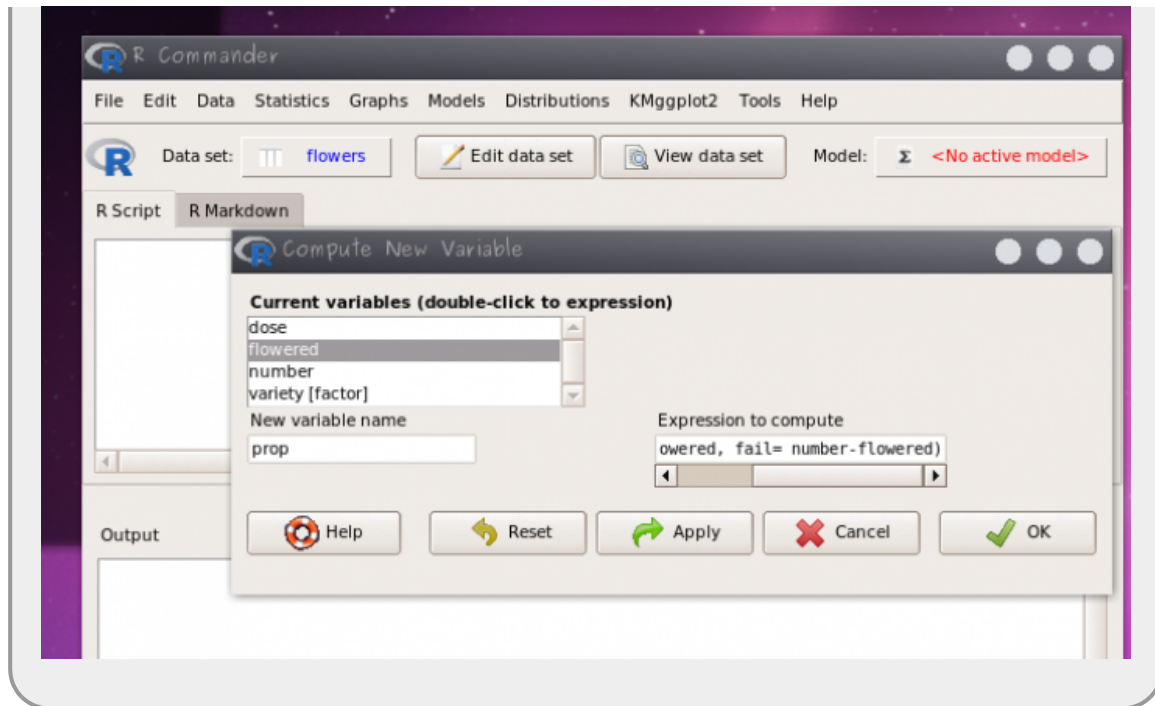 R Commander
File Edit Data Statistics Graphs Models Distributions KMggplot2 Tools Help
R Data set: flowers Edit data set View data set Model: Σ <No active model>
R Script R Markdown
Compute New Variable
Current variables (double-click to expression)
dose
flowered
number
variety [factor]
New variable name Expression to compute
prop owered, fail= number-flowered)
Help Reset Apply Cancel OK
Output